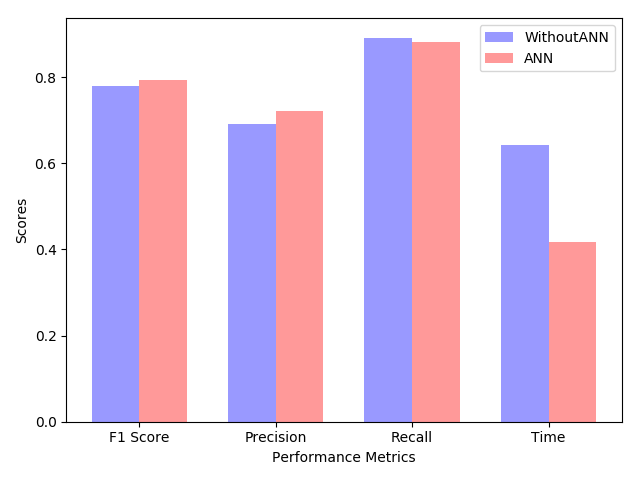 WithoutANN
ANN
Scores
0.8
0.6
0.4
0.2
0.0
F1 Score
Precision
Recall
Time
Performance Metrics